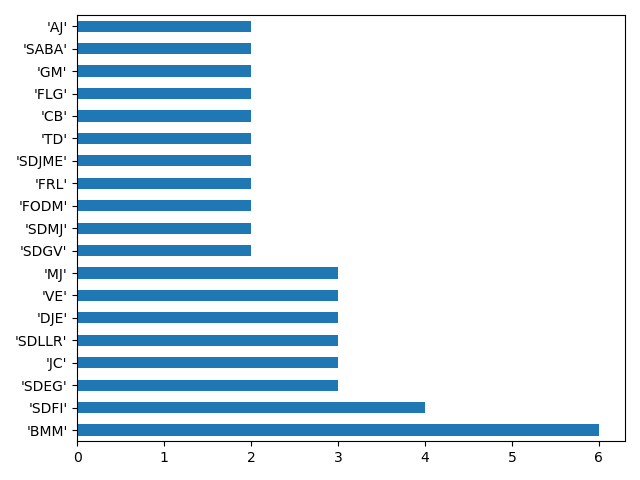 'AJ'
'SABA'
'GM'
'FLG'
'CB'
'TD'
'SDJME'
'FRL'
'FODM'
'SDMJ'
'SDGV'
'MJ'
'VE'
'DJE'
'SDLLR'
'JC'
'SDEG'
'SDFI'
'BMM'
0 1 2 3 4 5 6